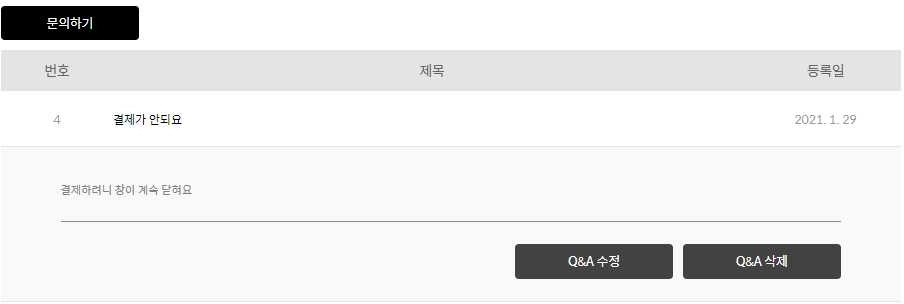 문의하기
번호 제목 등록일
4 결제가 안되요 2021. 1. 29
결제하려니 창이 계속 닫혀요
Q&A 수정 Q&A 삭제